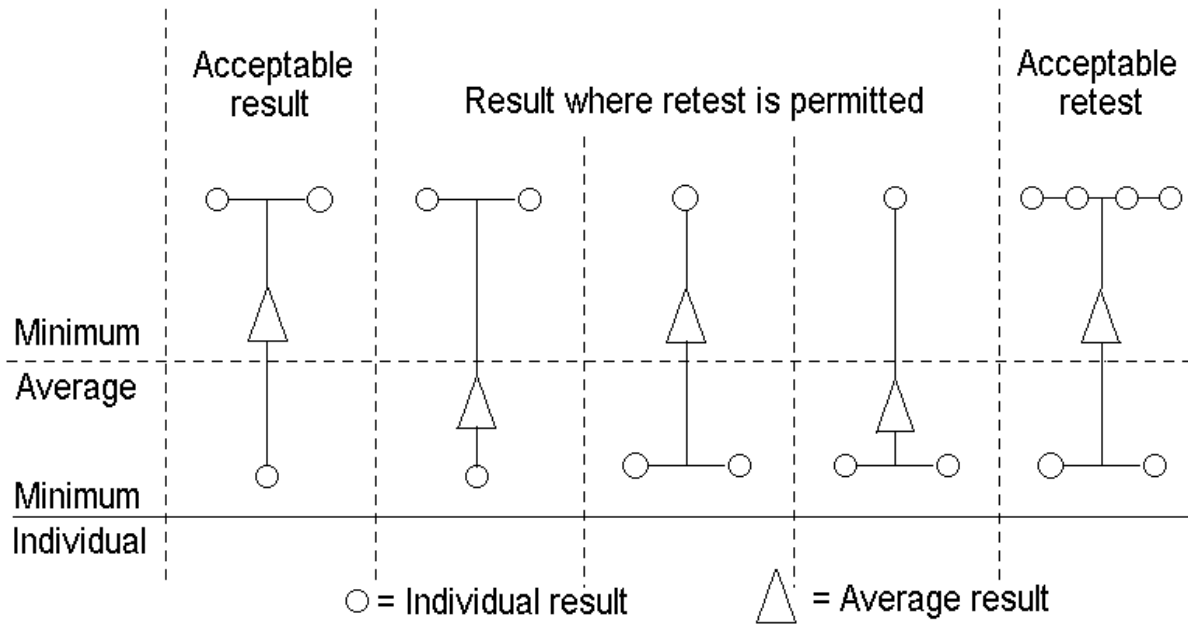 Acceptable
result
Result where retest is permitted
Acceptable
retest
Minimum
Average
Minimum
Individual
= Individual result
= Average result